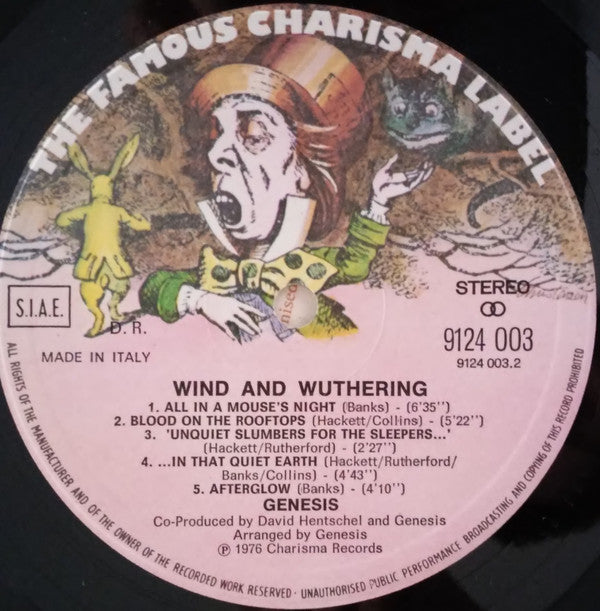 THE FAMOUS CHARISMA LABEL
STEREO
S.I.A.E.
D. R.
9124 003
MADE IN ITALY
9124 003.2
WIND AND WUTHERING
1. ALL IN A MOUSE'S NIGHT (Banks) - (6'35'')
2. BLOOD ON THE ROOFTOPS (Hackett/Collins) - (5'22'')
3. 'UNQUIET SLUMBERS FOR THE SLEEPERS...'
(Hackett/Rutherford) - (2'27'')
4. ...IN THAT QUIET EARTH (Hackett/Rutherford/
Banks/Collins) - (4'43'')
5. AFTERGLOW (Banks) - (4'10'')
GENESIS
Co-Produced by David Hentschel and Genesis
Arranged by Genesis
℗ 1976 Charisma Records
ALL RIGHTS OF THE MANUFACTURER AND OF THE OWNER OF THE RECORDED WORK RESERVED · UNAUTHORISED PUBLIC PERFORMANCE BROADCASTING AND COPYING OF THIS RECORD PROHIBITED